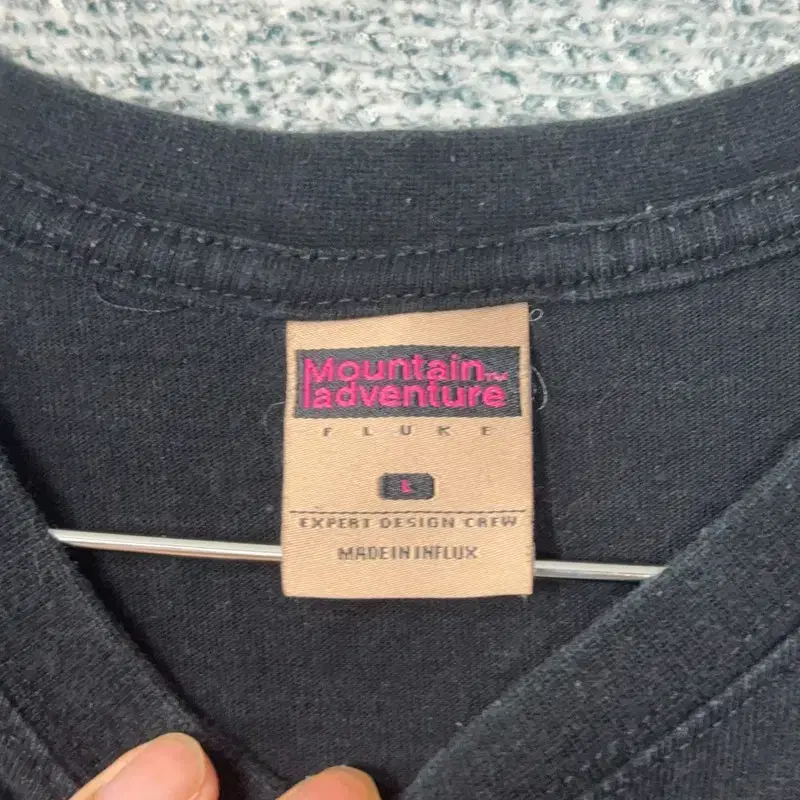 Mountain
adventure
FLUKE
L
EXPERT DESIGN CREW
MADE IN INFLUX